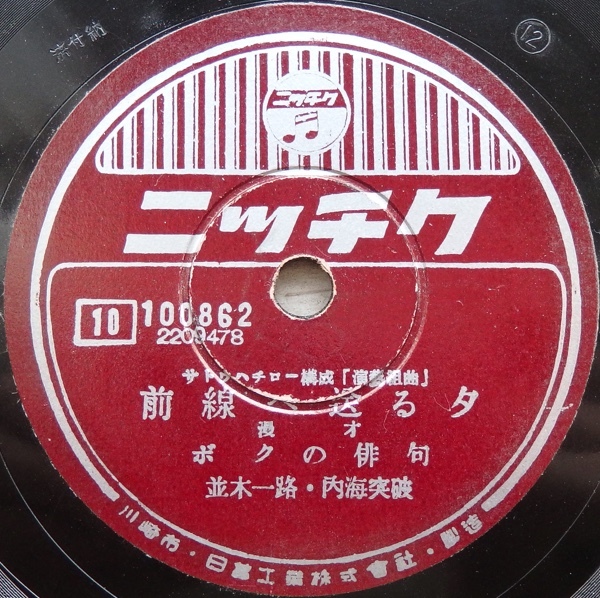 ニッチク
ニッチク
10 100862
2209478
サトウハチロー構成「演藝組曲」
前線へ送る夕
漫才
ボクの俳句
並木一路・内海突破
川崎市・日蓄工業株式會社・製造
12